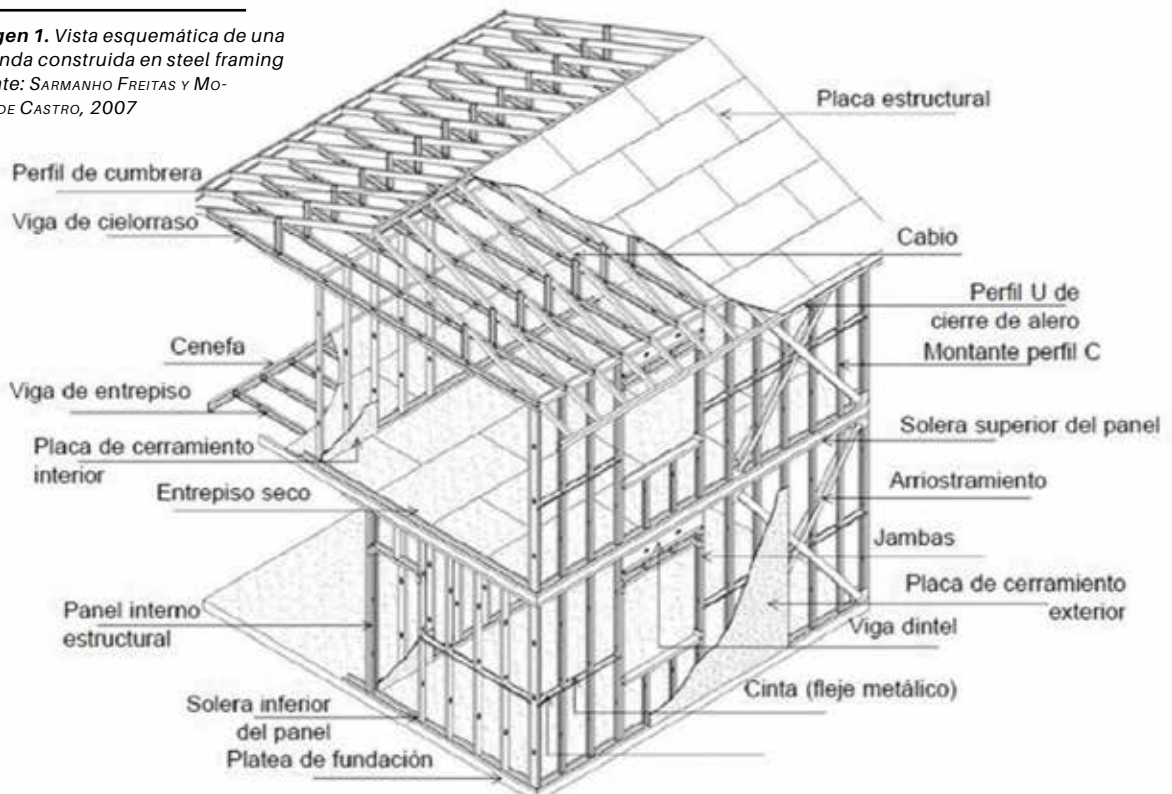 gen 1. Vista esquemática de una
nda construida en steel framing
nte: SARMANHO FREITAS Y MO-
DE CASTRO, 2007
Placa estructural
Perfil de cumbrera
Viga de cielorraso
Cabio
Perfil U de
cierre de alero
Cenefa
Montante perfil C
Viga de entrepiso
Solera superior del panel
Placa de cerramiento
interior
Entrepiso seco
Arriostramiento
Jambas
Placa de cerramiento
exterior
Panel interno
estructural
Viga dintel
Cinta (fleje metálico)
Solera inferior
del panel
Platea de fundación